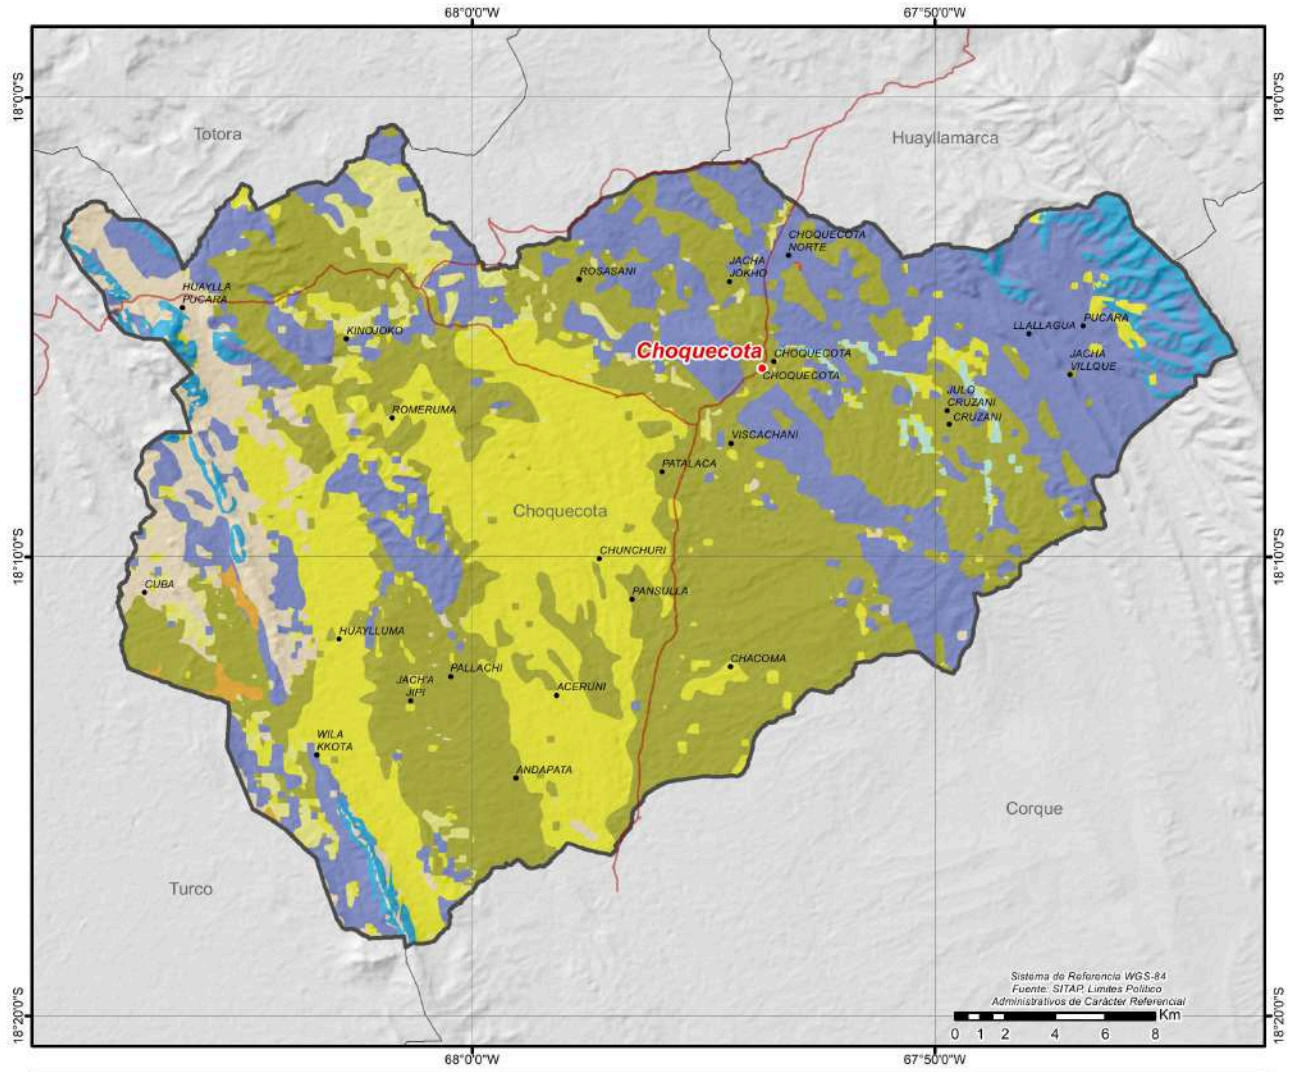 68°0'0"W
67°50'0"W
18°0'0"S
18°0'0"S
Totora
Huayllamarca
CHOQUECOTA
NORTE
JACHA
JOKHO
ROSASANI
HUAYLLA
PUCARA
KINOJOKO
LLALLAGUA
PUCARA
Choquecota
CHOQUECOTA
CHOQUECOTA
JACHA
VILLQUE
JULO
CRUZANI
CRUZANI
ROMERUMA
VISCACHANI
PATALACA
Choquecota
18°10'0"S
18°10'0"S
CHUNCHURI
CUBA
PANSULLA
HUAYLLUMA
CHACOMA
PALLACHI
JACH'A
JIPI
ACERUNI
WILA
KKOTA
ANDAPATA
Corque
Turco
Sistema de Referencia WGS-84
Fuente: SITAP, Limites Politico
Administrativos de Carácter Referencial
Km
0 1 2 4 6 8
18°20'0"S
18°20'0"S
68°0'0"W
67°50'0"W